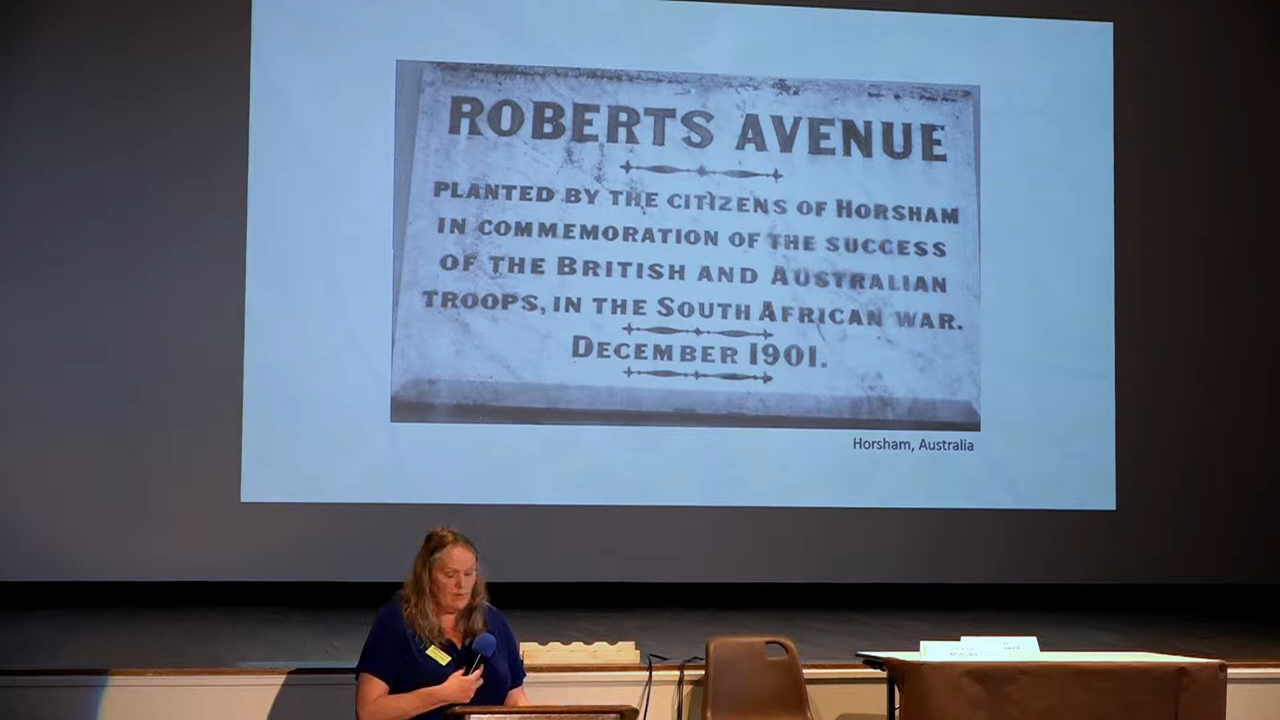 ROBERTS AVENUE
PLANTED BY THE CITIZENS OF HORSHAM
IN COMMEMORATION OF THE SUCCESS
OF THE BRITISH AND AUSTRALIAN
TROOPS, IN THE SOUTH AFRICAN WAR.
DECEMBER 1901.
Horsham, Australia